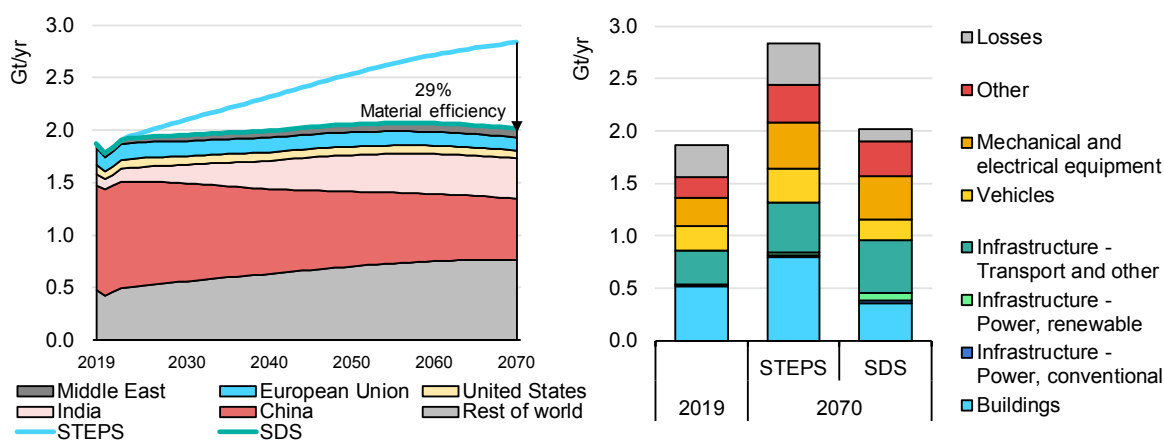 Gt/yr
3.0
2.5
2.0
1.5
1.0
0.5
0.0
29%
Material efficiency
2019
2030
2040
2050
2060
2070
Middle East
European Union
United States
India
China
Rest of world
STEPS
SDS
Gt/yr
3.0
2.5
2.0
1.5
1.0
0.5
0.0
STEPS
SDS
2019
2070
Losses
Other
Mechanical and
electrical equipment
Vehicles
Infrastructure -
Transport and other
Infrastructure -
Power, renewable
Infrastructure -
Power, conventional
Buildings